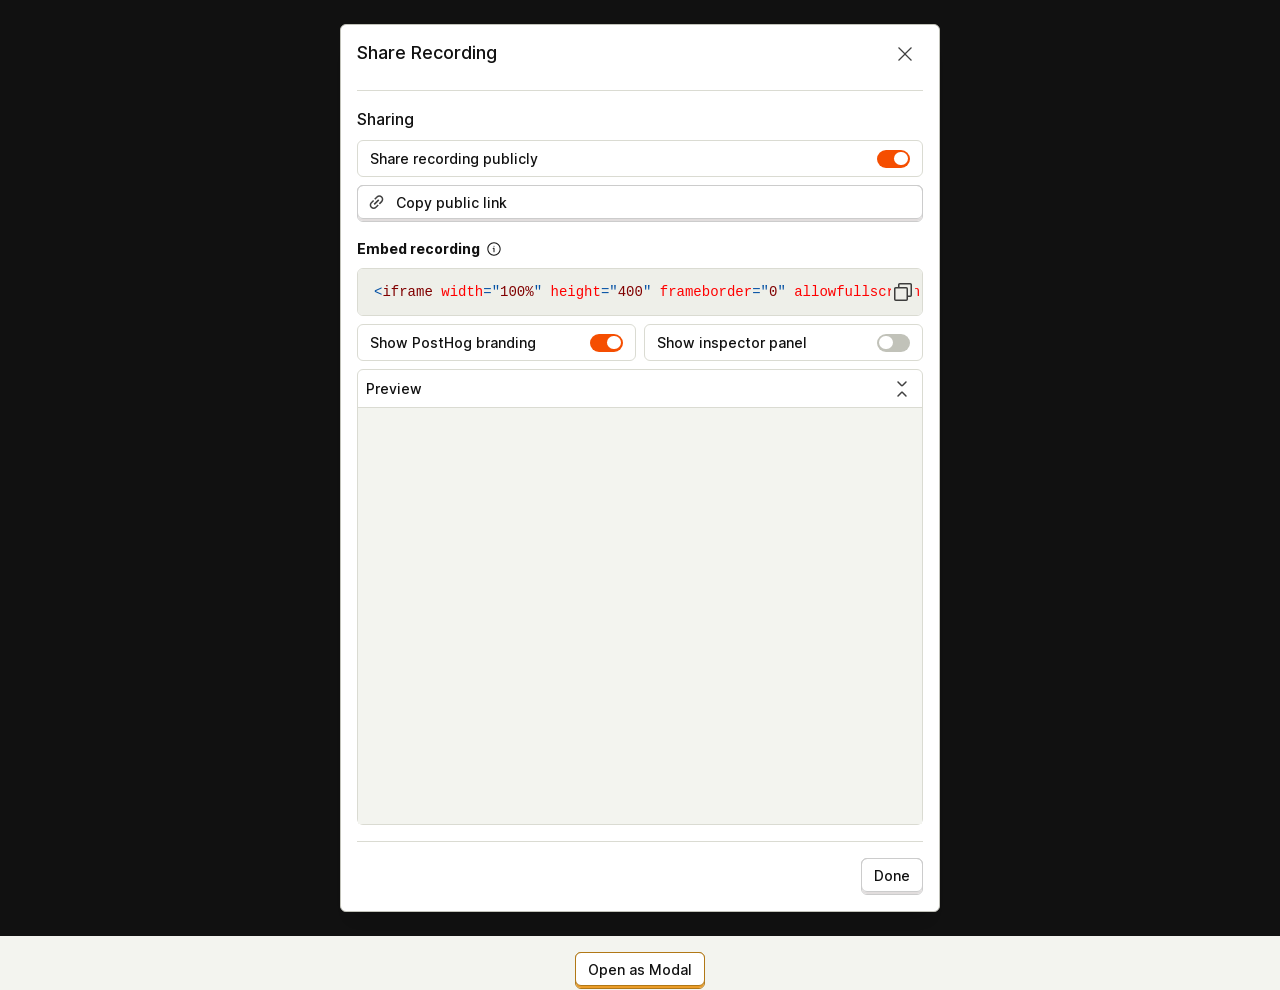 Share Recording
Sharing
Share recording publicly
Copy public link
Embed recording
<iframe width="100%" height="400" frameborder="0"
Show PostHog branding
Show inspector panel
Preview
Done
Open as Modal